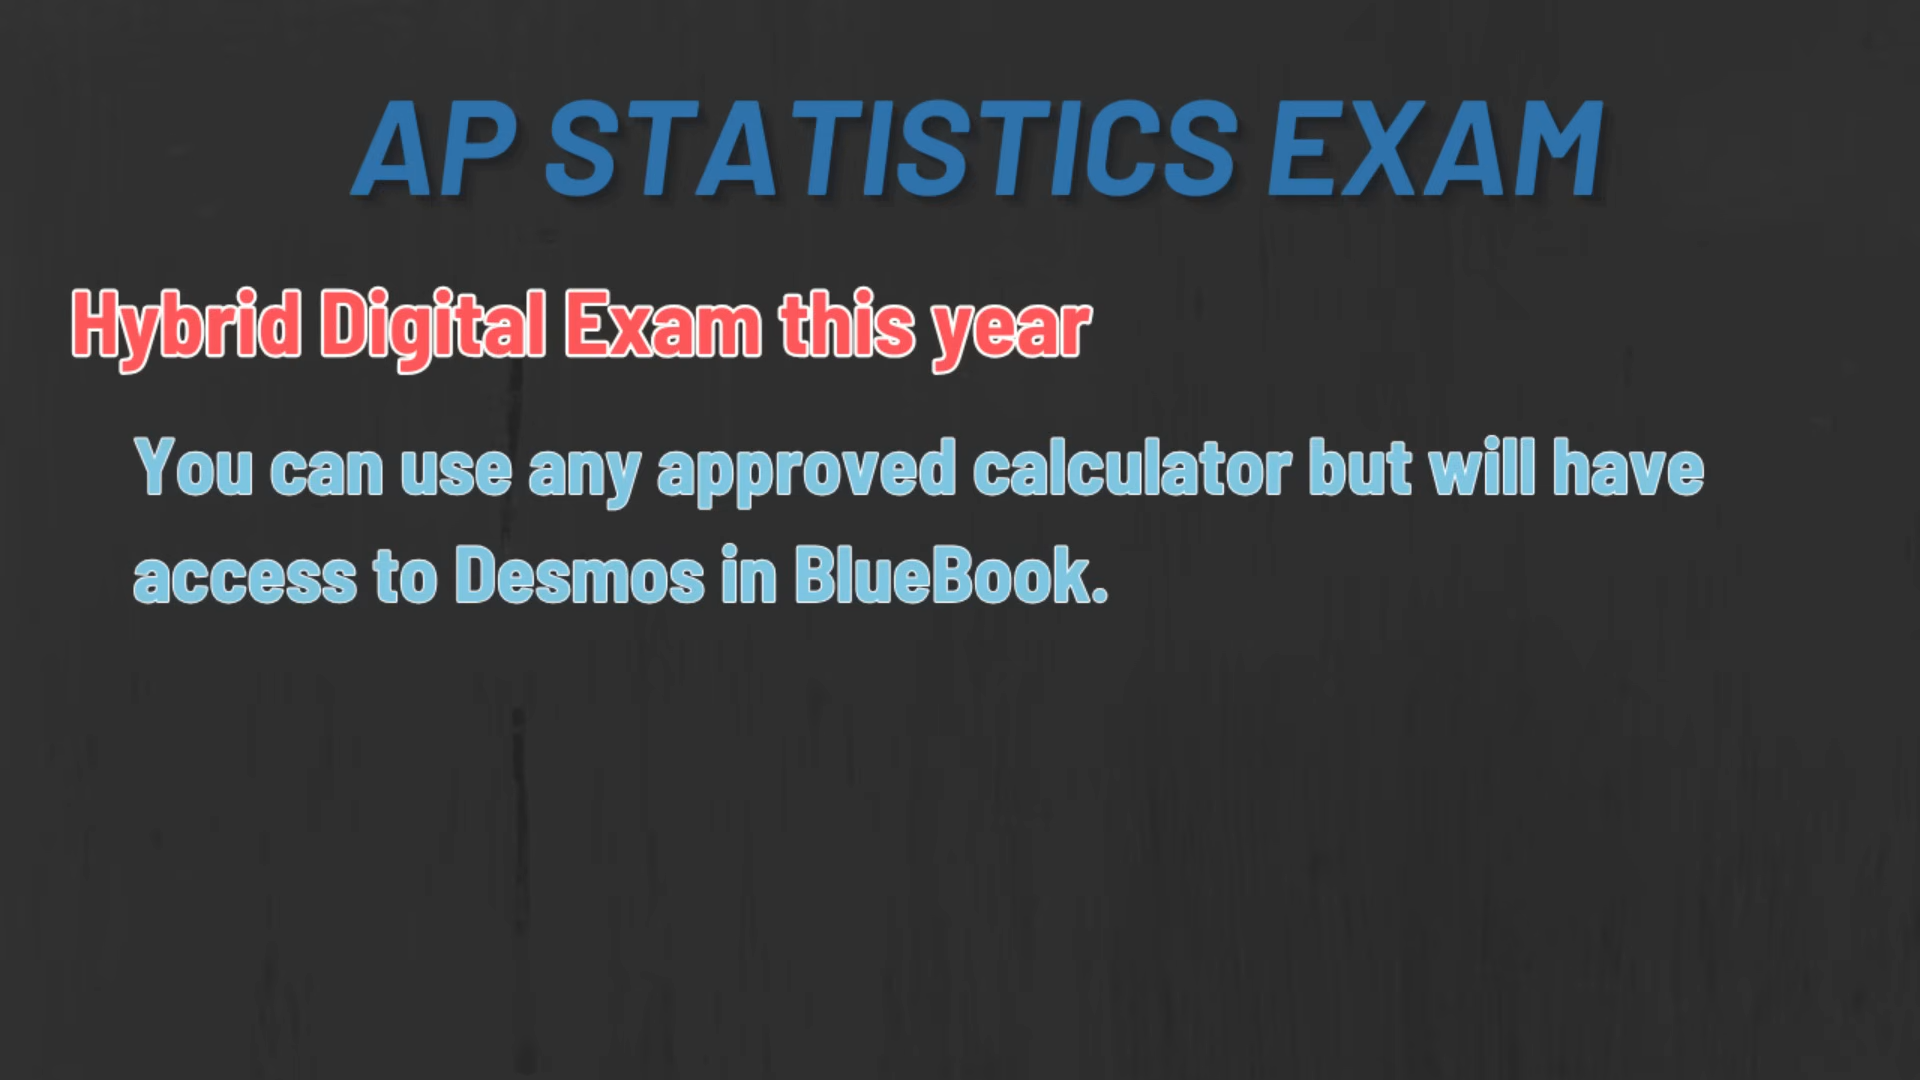 AP STATISTICS EXAM
Hybrid Digital Exam this year
You can use any approved calculator but will have
access to Desmos in BlueBook.